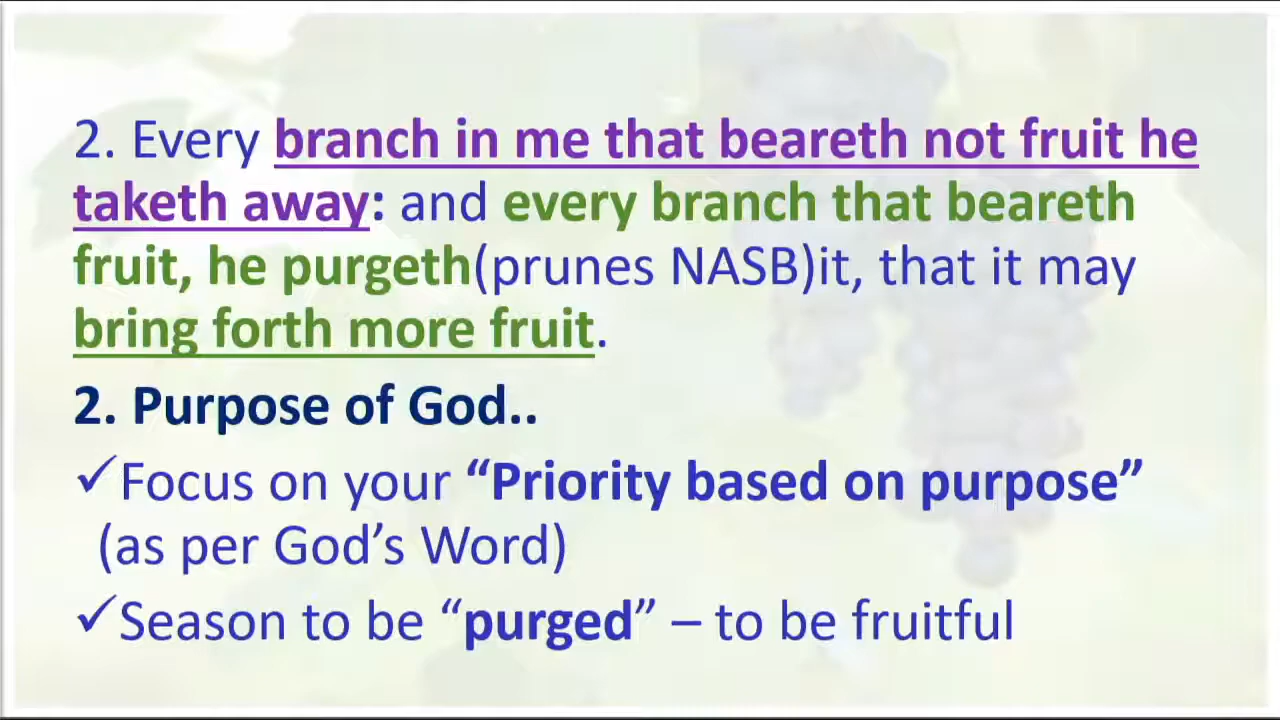 2. Every branch in me that beareth not fruit he
taketh away: and every branch that beareth
fruit, he purgeth(prunes NASB)it, that it may
bring forth more fruit.
2. Purpose of God..
✓Focus on your “Priority based on purpose”
(as per God’s Word)
✓Season to be “purged” – to be fruitful